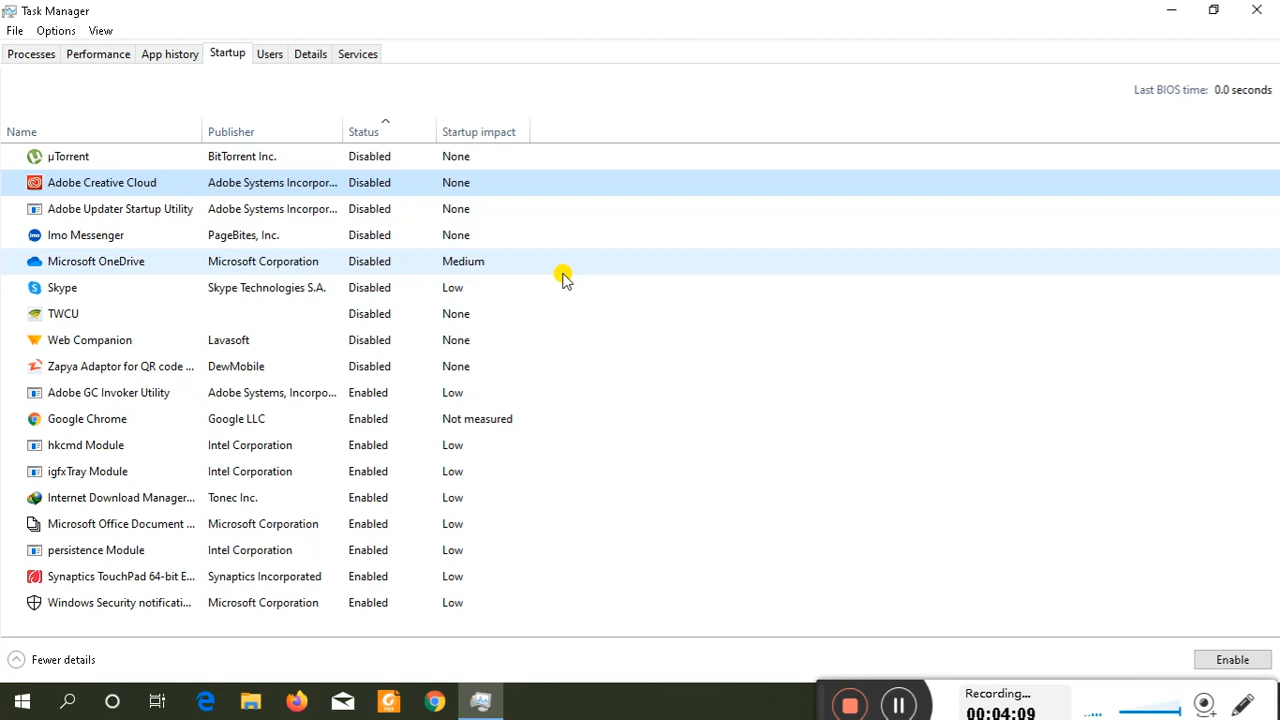 Task Manager
File Options View
Processes Performance App history Startup Users Details Services
Last BIOS time: 0.0 seconds
Name Publisher Status Startup impact
µTorrent BitTorrent Inc. Disabled None
Adobe Creative Cloud Adobe Systems Incorpor... Disabled None
Adobe Updater Startup Utility Adobe Systems Incorpor... Disabled None
Imo Messenger PageBites, Inc. Disabled None
Microsoft OneDrive Microsoft Corporation Disabled Medium
Skype Skype Technologies S.A. Disabled Low
TWCU Disabled None
Web Companion Lavasoft Disabled None
Zapya Adaptor for QR code ... DewMobile Disabled None
Adobe GC Invoker Utility Adobe Systems, Incorpo... Enabled Low
Google Chrome Google LLC Enabled Not measured
hkcmd Module Intel Corporation Enabled Low
igfxTray Module Intel Corporation Enabled Low
Internet Download Manager... Tonec Inc. Enabled Low
Microsoft Office Document ... Microsoft Corporation Enabled Low
persistence Module Intel Corporation Enabled Low
Synaptics TouchPad 64-bit E... Synaptics Incorporated Enabled Low
Windows Security notificati... Microsoft Corporation Enabled Low
Fewer details Enable
Recording...
00:04:09